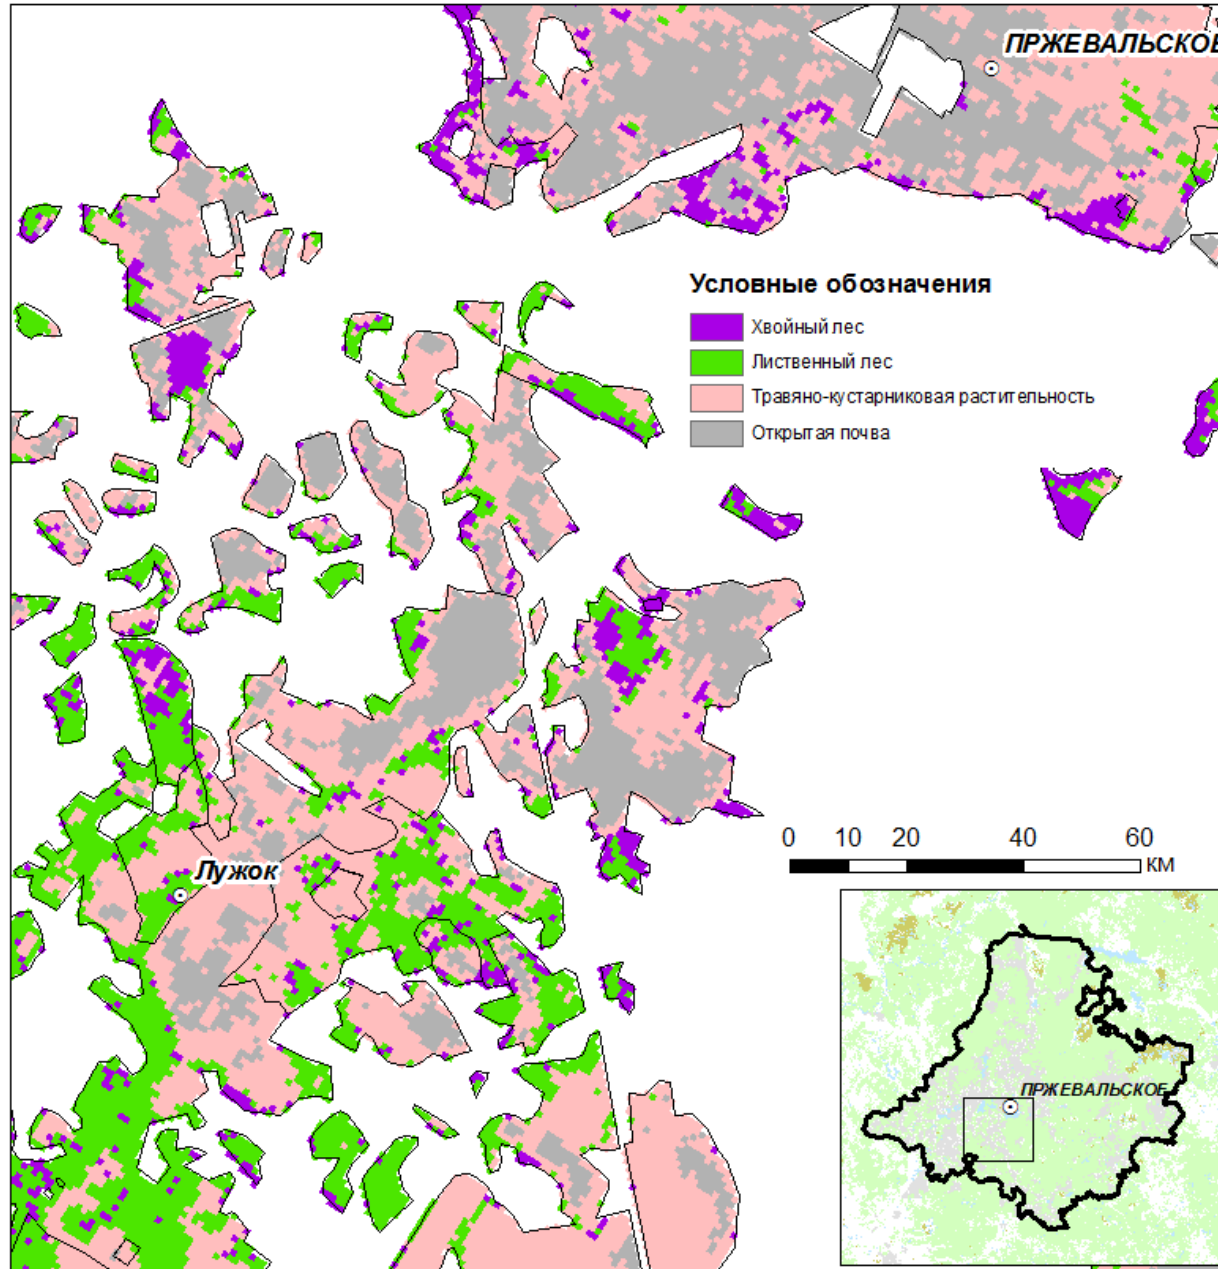 ПРЖЕВАЛЬСКОЕ
Условные обозначения
Хвойный лес
Лиственный лес
Травяно-кустарниковая растительность
Открытая почва
0 10 20 40 60
КМ
Лужок
ПРЖЕВАЛЬСКОЕ